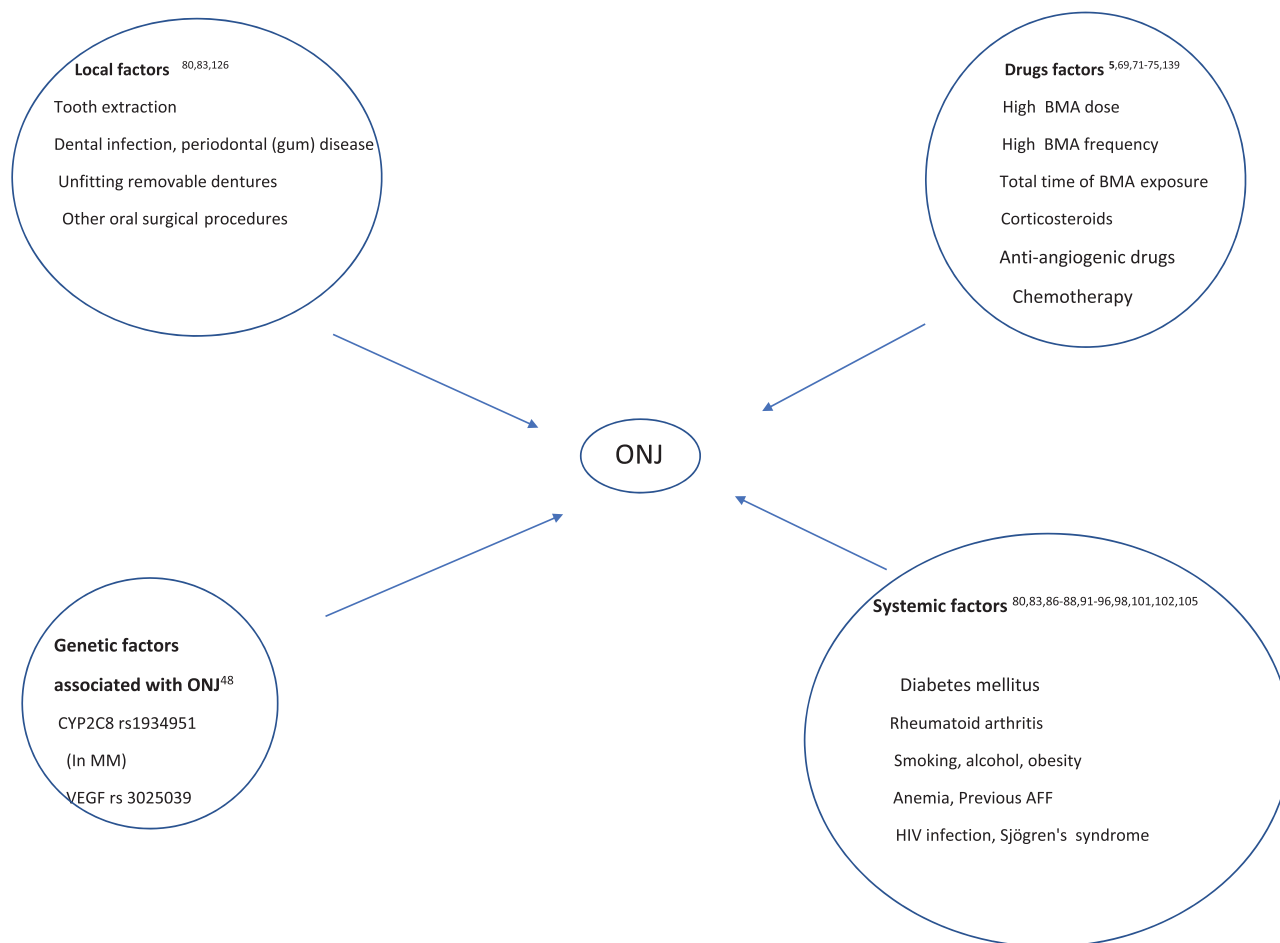 Local factors 80,83,126
Tooth extraction
Dental infection, periodontal (gum) disease
Unfitting removable dentures
Other oral surgical procedures
Drugs factors 5,69,71-75,139
High BMA dose
High BMA frequency
Total time of BMA exposure
Corticosteroids
Anti-angiogenic drugs
Chemotherapy
ONJ
Genetic factors
associated with ONJ48
CYP2C8 rs1934951
(In MM)
VEGF rs 3025039
Systemic factors 80,83,86-88,91-96,98,101,102,105
Diabetes mellitus
Rheumatoid arthritis
Smoking, alcohol, obesity
Anemia, Previous AFF
HIV infection, Sjögren's syndrome